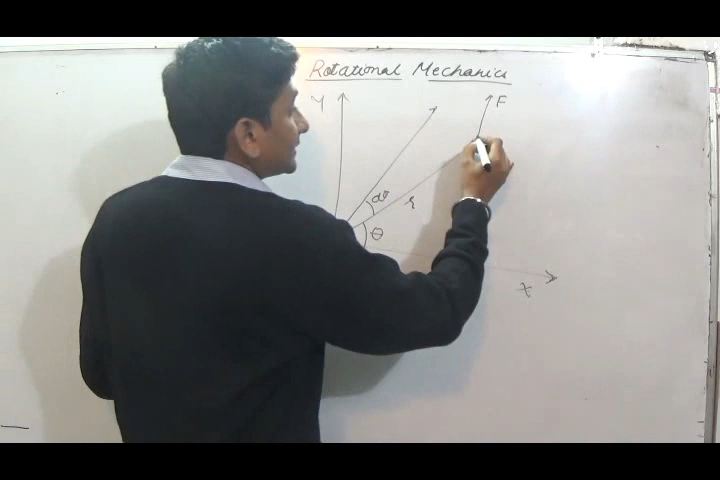 Rotational Mechanics
Y
F
dθ
r
θ
X